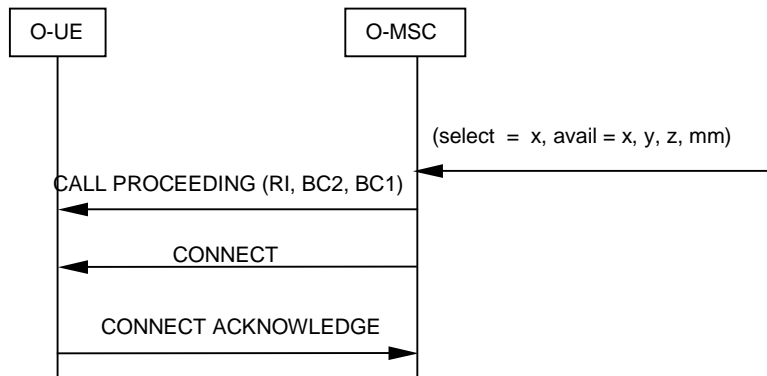 O-UE
O-MSC
(select = x, avail = x, y, z, mm)
CALL PROCEEDING (RI, BC2, BC1)
CONNECT
CONNECT ACKNOWLEDGE